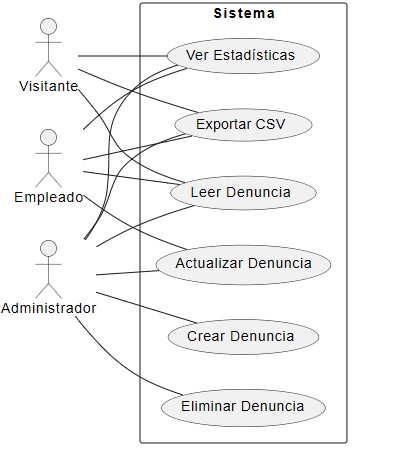 Sistema
Ver Estadísticas
Visitante
Exportar CSV
Empleado
Leer Denuncia
Actualizar Denuncia
Administrador
Crear Denuncia
Eliminar Denuncia